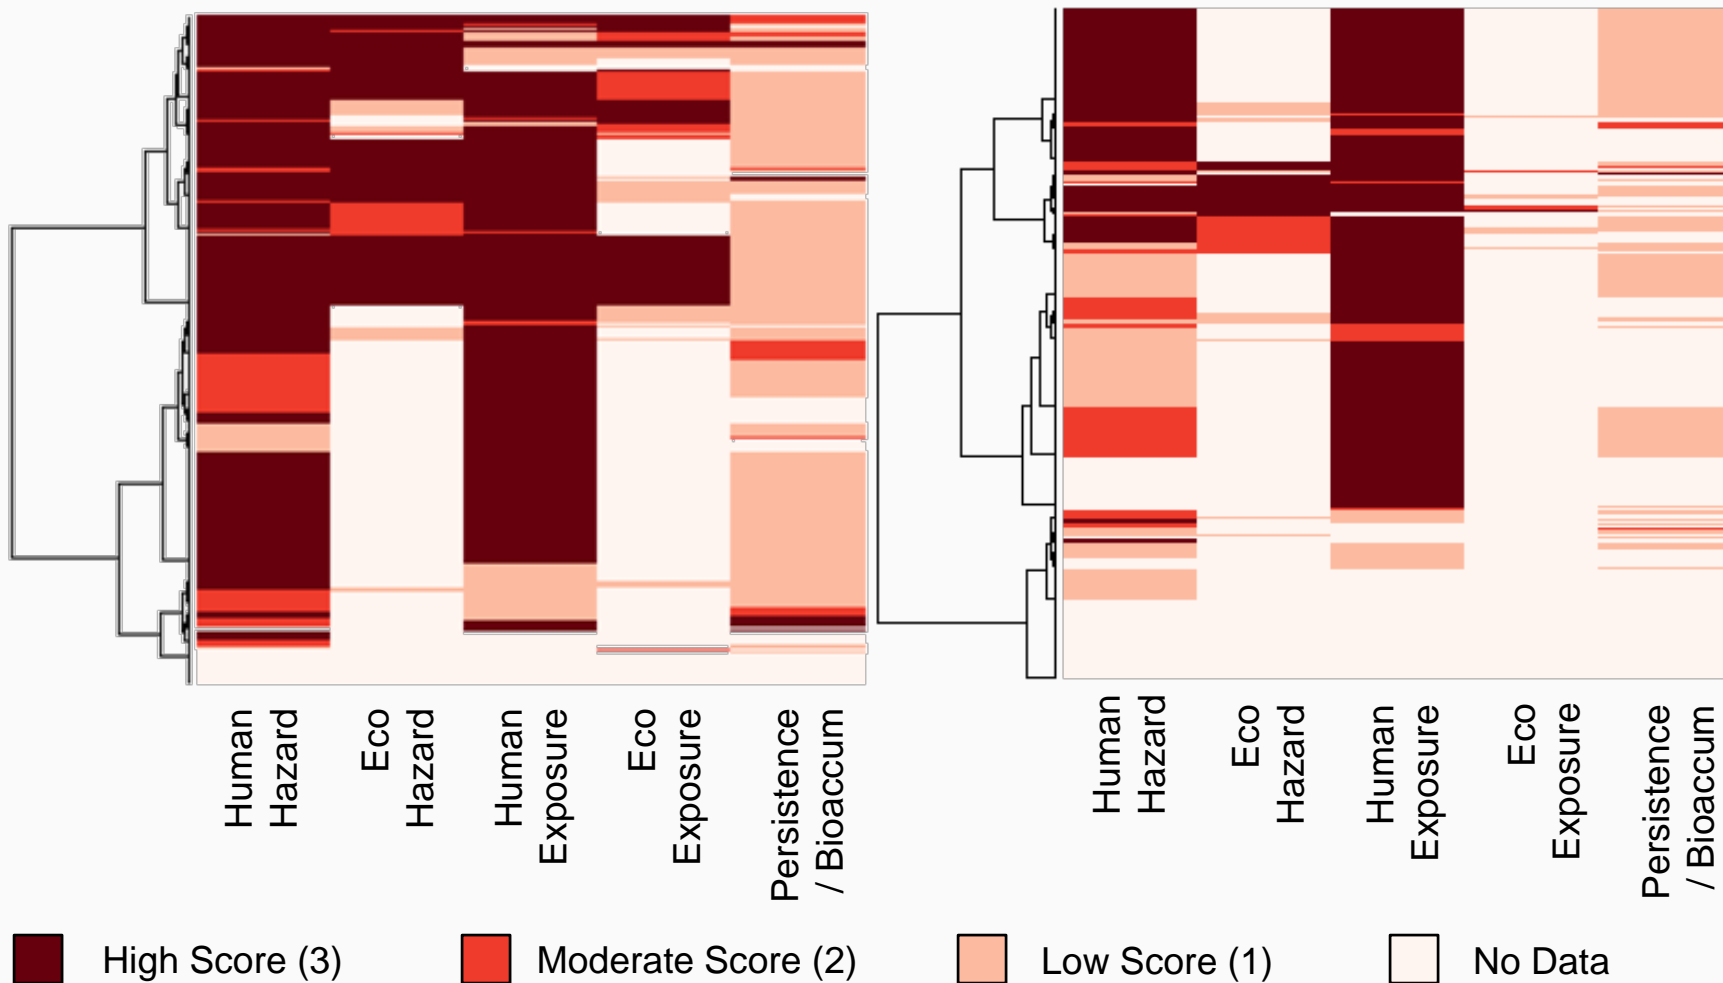 Human
Hazard
Eco
Hazard
Human
Exposure
Eco
Exposure
Persistence
/ Bioaccum
Human
Hazard
Eco
Hazard
Human
Exposure
Eco
Exposure
Persistence
/ Bioaccum
High Score (3)
Moderate Score (2)
Low Score (1)
No Data